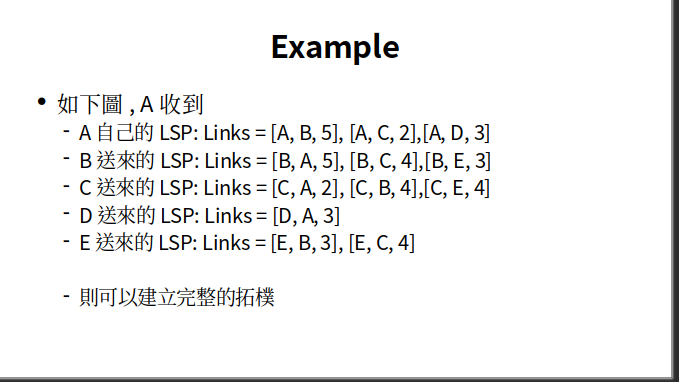 Example
• 如下圖 , A 收到
- A 自己的 LSP: Links = [A, B, 5], [A, C, 2],[A, D, 3]
- B 送來的 LSP: Links = [B, A, 5], [B, C, 4],[B, E, 3]
- C 送來的 LSP: Links = [C, A, 2], [C, B, 4],[C, E, 4]
- D 送來的 LSP: Links = [D, A, 3]
- E 送來的 LSP: Links = [E, B, 3], [E, C, 4]
- 則可以建立完整的拓樸